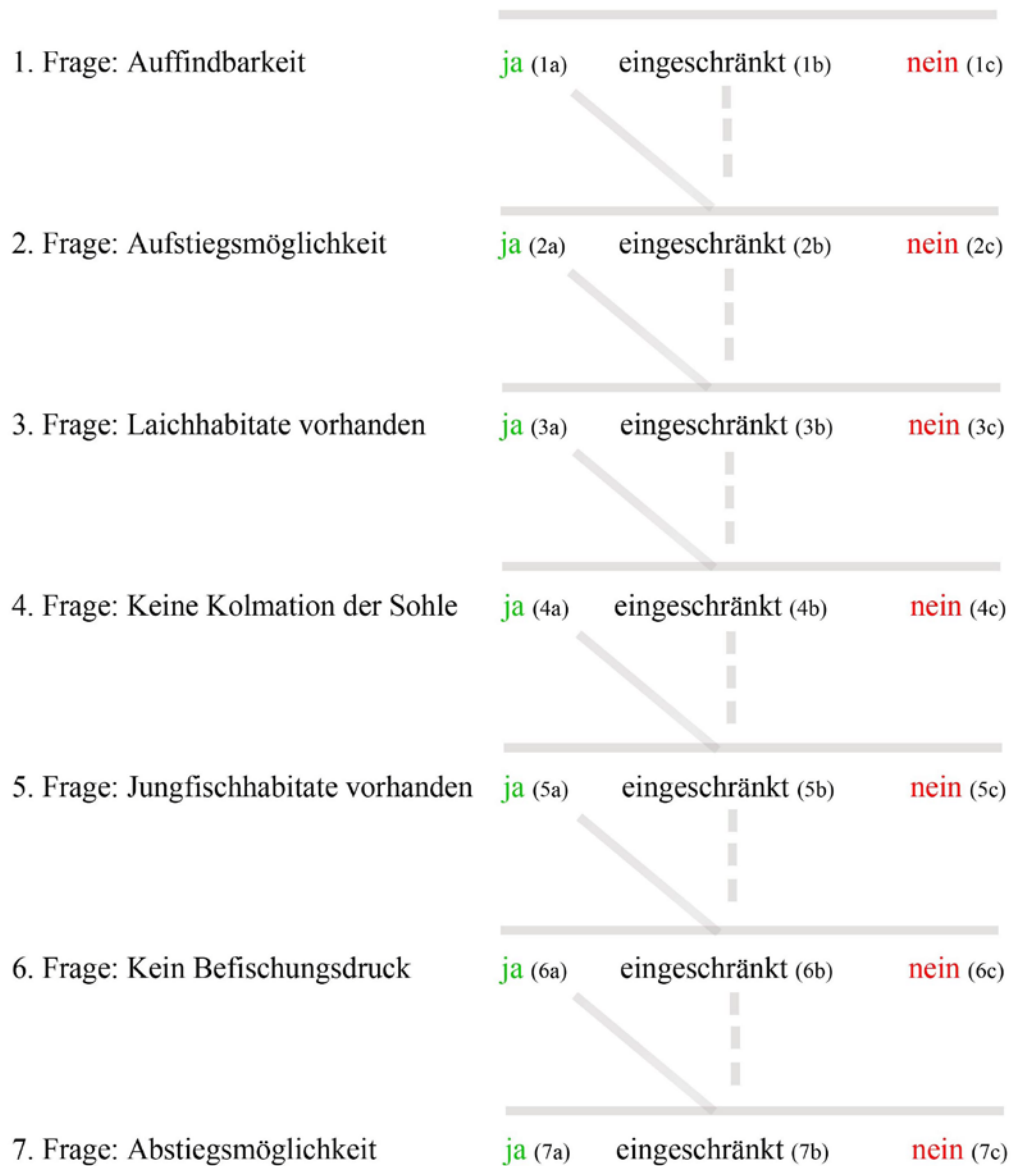 1. Frage: Auffindbarkeit ja (1a) eingeschränkt (1b) nein (1c)
2. Frage: Aufstiegsmöglichkeit ja (2a) eingeschränkt (2b) nein (2c)
3. Frage: Laichhabitate vorhanden ja (3a) eingeschränkt (3b) nein (3c)
4. Frage: Keine Kolmation der Sohle ja (4a) eingeschränkt (4b) nein (4c)
5. Frage: Jungfischhabitate vorhanden ja (5a) eingeschränkt (5b) nein (5c)
6. Frage: Kein Befischungsdruck ja (6a) eingeschränkt (6b) nein (6c)
7. Frage: Abstiegsmöglichkeit ja (7a) eingeschränkt (7b) nein (7c)